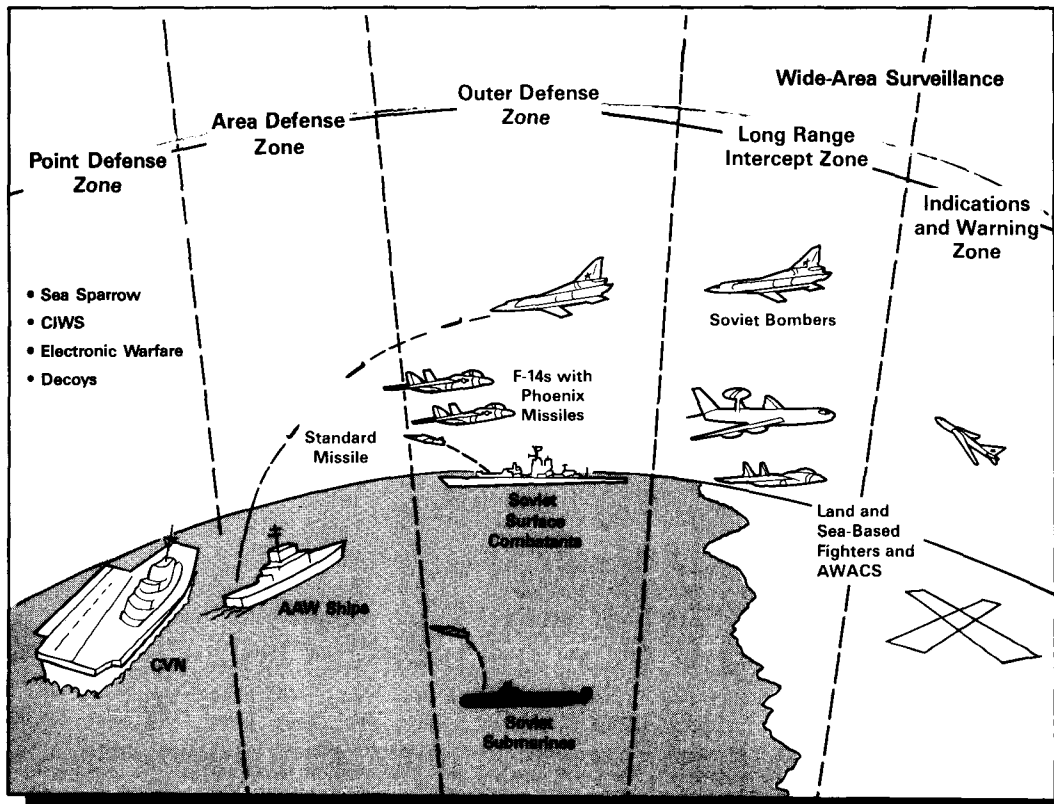 Wide-Area Surveillance
Point Defense
Zone
Area Defense
Zone
Outer Defense
Zone
Long Range
Intercept Zone
Indications
and Warning
Zone
• Sea Sparrow
• CIWS
• Electronic Warfare
• Decoys
Soviet Bombers
F-14s with
Phoenix
Missiles
Standard
Missile
Soviet
Surface
Combatants
Land and
Sea-Based
Fighters and
AWACS
AAW Ships
CVN
Soviet
Submarines